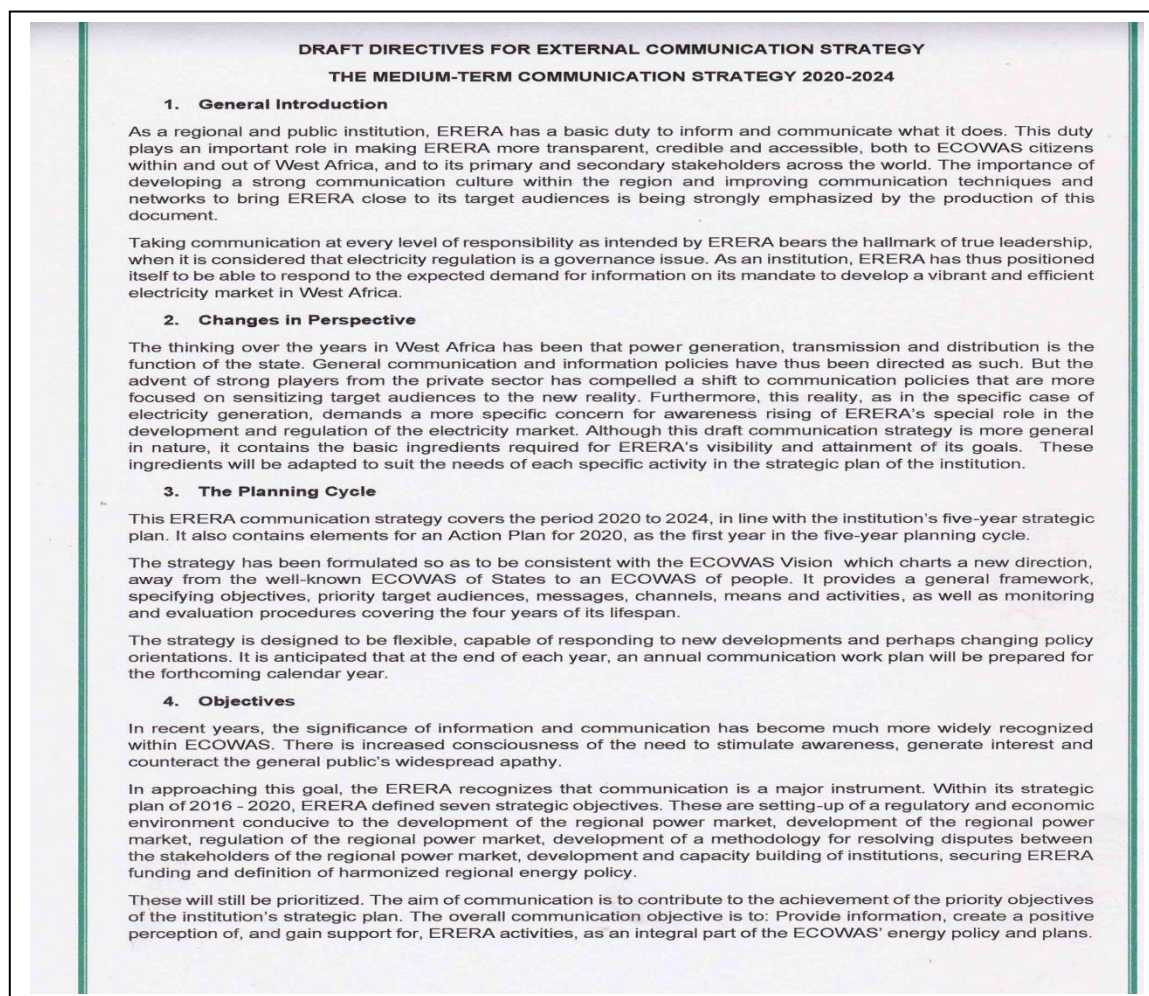 DRAFT DIRECTIVES FOR EXTERNAL COMMUNICATION STRATEGY
THE MEDIUM-TERM COMMUNICATION STRATEGY 2020-2024
1. General Introduction
As a regional and public institution, ERERA has a basic duty to inform and communicate what it does. This duty
plays an important role in making ERERA more transparent, credible and accessible, both to ECOWAS citizens
within and out of West Africa, and to its primary and secondary stakeholders across the world. The importance of
developing a strong communication culture within the region and improving communication techniques and
networks to bring ERERA close to its target audiences is being strongly emphasized by the production of this
document.
Taking communication at every level of responsibility as intended by ERERA bears the hallmark of true leadership,
when it is considered that electricity regulation is a governance issue. As an institution, ERERA has thus positioned
itself to be able to respond to the expected demand for information on its mandate to develop a vibrant and efficient
electricity market in West Africa.
2. Changes in Perspective
The thinking over the years in West Africa has been that power generation, transmission and distribution is the
function of the state. General communication and information policies have thus been directed as such. But the
advent of strong players from the private sector has compelled a shift to communication policies that are more
focused on sensitizing target audiences to the new reality. Furthermore, this reality, as in the specific case of
electricity generation, demands a more specific concern for awareness rising of ERERA's special role in the
development and regulation of the electricity market. Although this draft communication strategy is more general
in nature, it contains the basic ingredients required for ERERA's visibility and attainment of its goals. These
ingredients will be adapted to suit the needs of each specific activity in the strategic plan of the institution.
3. The Planning Cycle
This ERERA communication strategy covers the period 2020 to 2024, in line with the institution's five-year strategic
plan. It also contains elements for an Action Plan for 2020, as the first year in the five-year planning cycle.
The strategy has been formulated so as to be consistent with the ECOWAS Vision which charts a new direction,
away from the well-known ECOWAS of States to an ECOWAS of people. It provides a general framework,
specifying objectives, priority target audiences, messages, channels, means and activities, as well as monitoring
and evaluation procedures covering the four years of its lifespan.
The strategy is designed to be flexible, capable of responding to new developments and perhaps changing policy
orientations. It is anticipated that at the end of each year, an annual communication work plan will be prepared for
the forthcoming calendar year.
4. Objectives
In recent years, the significance of information and communication has become much more widely recognized
within ECOWAS. There is increased consciousness of the need to stimulate awareness, generate interest and
counteract the general public's widespread apathy.
In approaching this goal, the ERERA recognizes that communication is a major instrument. Within its strategic
plan of 2016 - 2020, ERERA defined seven strategic objectives. These are setting-up of a regulatory and economic
environment conducive to the development of the regional power market, development of the regional power
market, regulation of the regional power market, development of a methodology for resolving disputes between
the stakeholders of the regional power market, development and capacity building of institutions, securing ERERA
funding and definition of harmonized regional energy policy.
These will still be prioritized. The aim of communication is to contribute to the achievement of the priority objectives
of the institution's strategic plan. The overall communication objective is to: Provide information, create a positive
perception of, and gain support for, ERERA activities, as an integral part of the ECOWAS' energy policy and plans.